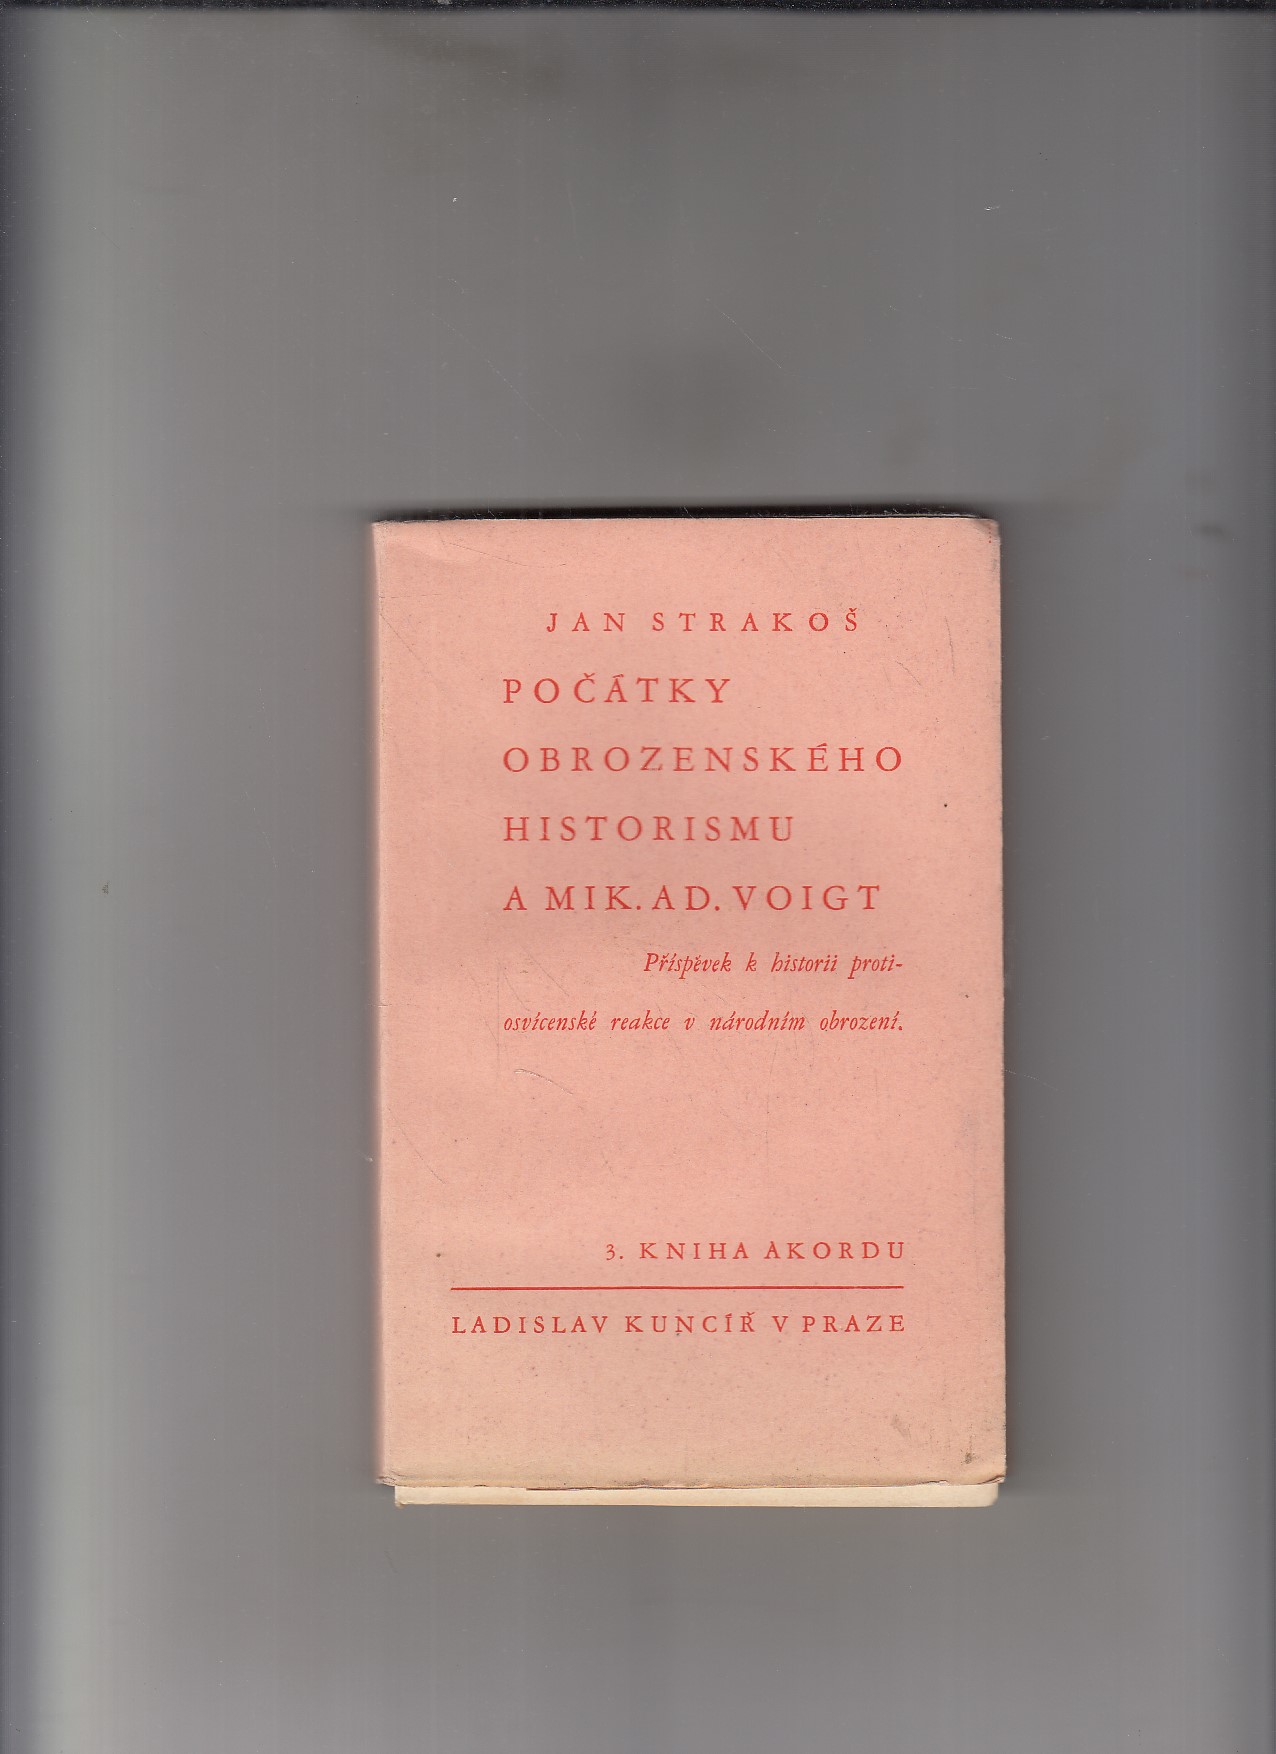 JAN STRAKOŠ
POČÁTKY
OBROZENSKÉHO
HISTORISMU
A MIK. AD. VOIGT
Příspěvek k historii proti-
osvícenské reakce v národním obrození.
3. KNIHA AKORDU
LADISLAV KUNCÍŘ V PRAZE